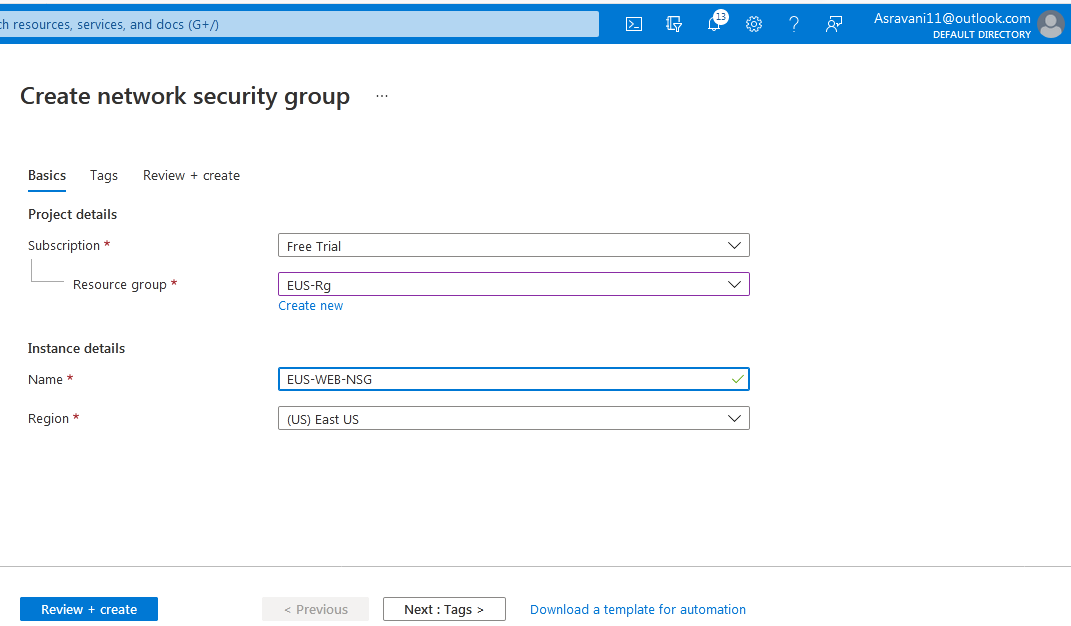 ch resources, services, and docs (G+/)
13
Asravani11@outlook.com
DEFAULT DIRECTORY
Create network security group ...
Basics Tags Review + create
Project details
Subscription *
Free Trial
Resource group *
EUS-Rg
Create new
Instance details
Name *
EUS-WEB-NSG
Region *
(US) East US
Review + create
< Previous
Next : Tags >
Download a template for automation